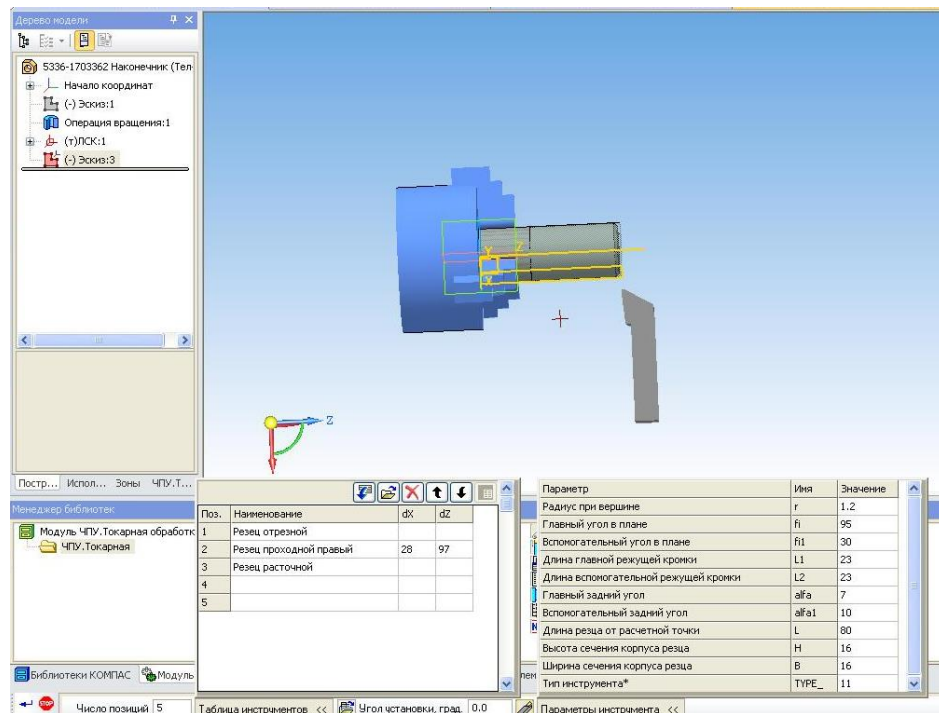 Дерево модели
5336-1703362 Наконечник (Тел
Начало координат
(-) Эскиз:1
Операция вращения:1
(т)ЛСК:1
(-) Эскиз:3
Y Z
X
Z
Постр... Испол... Зоны ЧПУ.Т...
Менеджер библиотек
Модуль ЧПУ.Токарная обработк
ЧПУ.Токарная
Поз. Наименование dX dZ
1 Резец отрезной
2 Резец проходной правый 28 97
3 Резец расточной
4
5
Параметр Имя Значение
Радиус при вершине r 1.2
Главный угол в плане fi 95
Вспомогательный угол в плане fi1 30
Длина главной режущей кромки L1 23
Длина вспомогательной режущей кромки L2 23
Главный задний угол alfa 7
Вспомогательный задний угол alfa1 10
Длина резца от расчетной точки L 80
Высота сечения корпуса резца H 16
Ширина сечения корпуса резца B 16
Тип инструмента* TYPE_ 11
Библиотеки КОМПАС Модуль
STOP Число позиций 5 Таблица инструментов << Угол установки, град. 0.0 Параметры инструмента <<